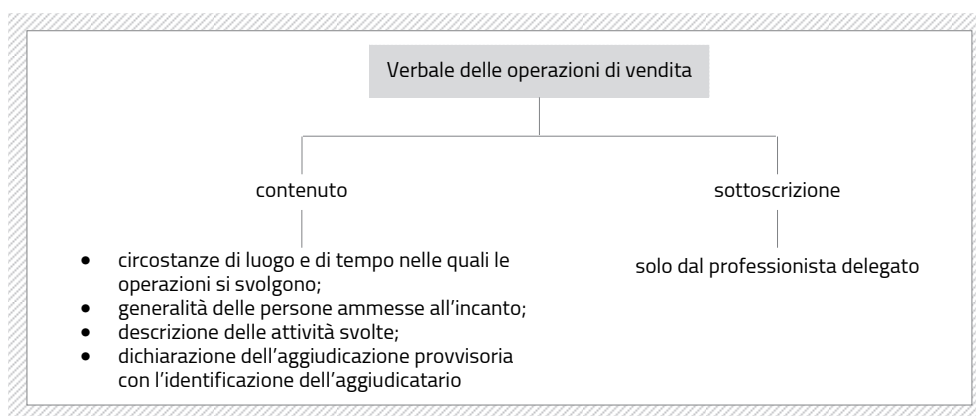 Verbale delle operazioni di vendita
contenuto
• circostanze di luogo e di tempo nelle quali le
operazioni si svolgono;
• generalità delle persone ammesse all'incanto;
• descrizione delle attività svolte;
• dichiarazione dell'aggiudicazione provvisoria
con l'identificazione dell'aggiudicatario
sottoscrizione
solo dal professionista delegato